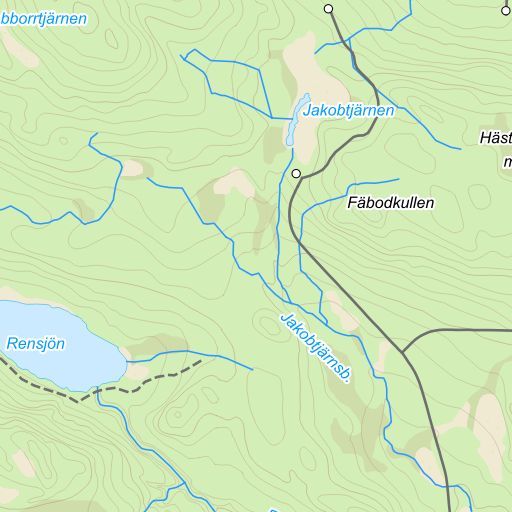 bborrtjärnen
Jakobtjärnen
Häst
m
Fäbodkullen
Rensjön
Jakobtjärnsb.